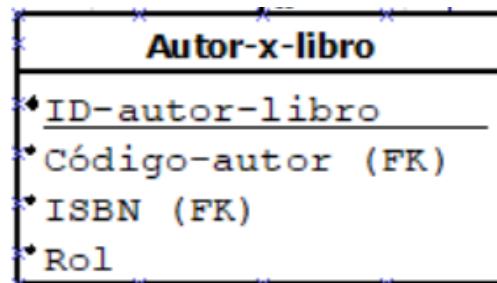 Autor-x-libro
ID-autor-libro
Código-autor (FK)
ISBN (FK)
Rol